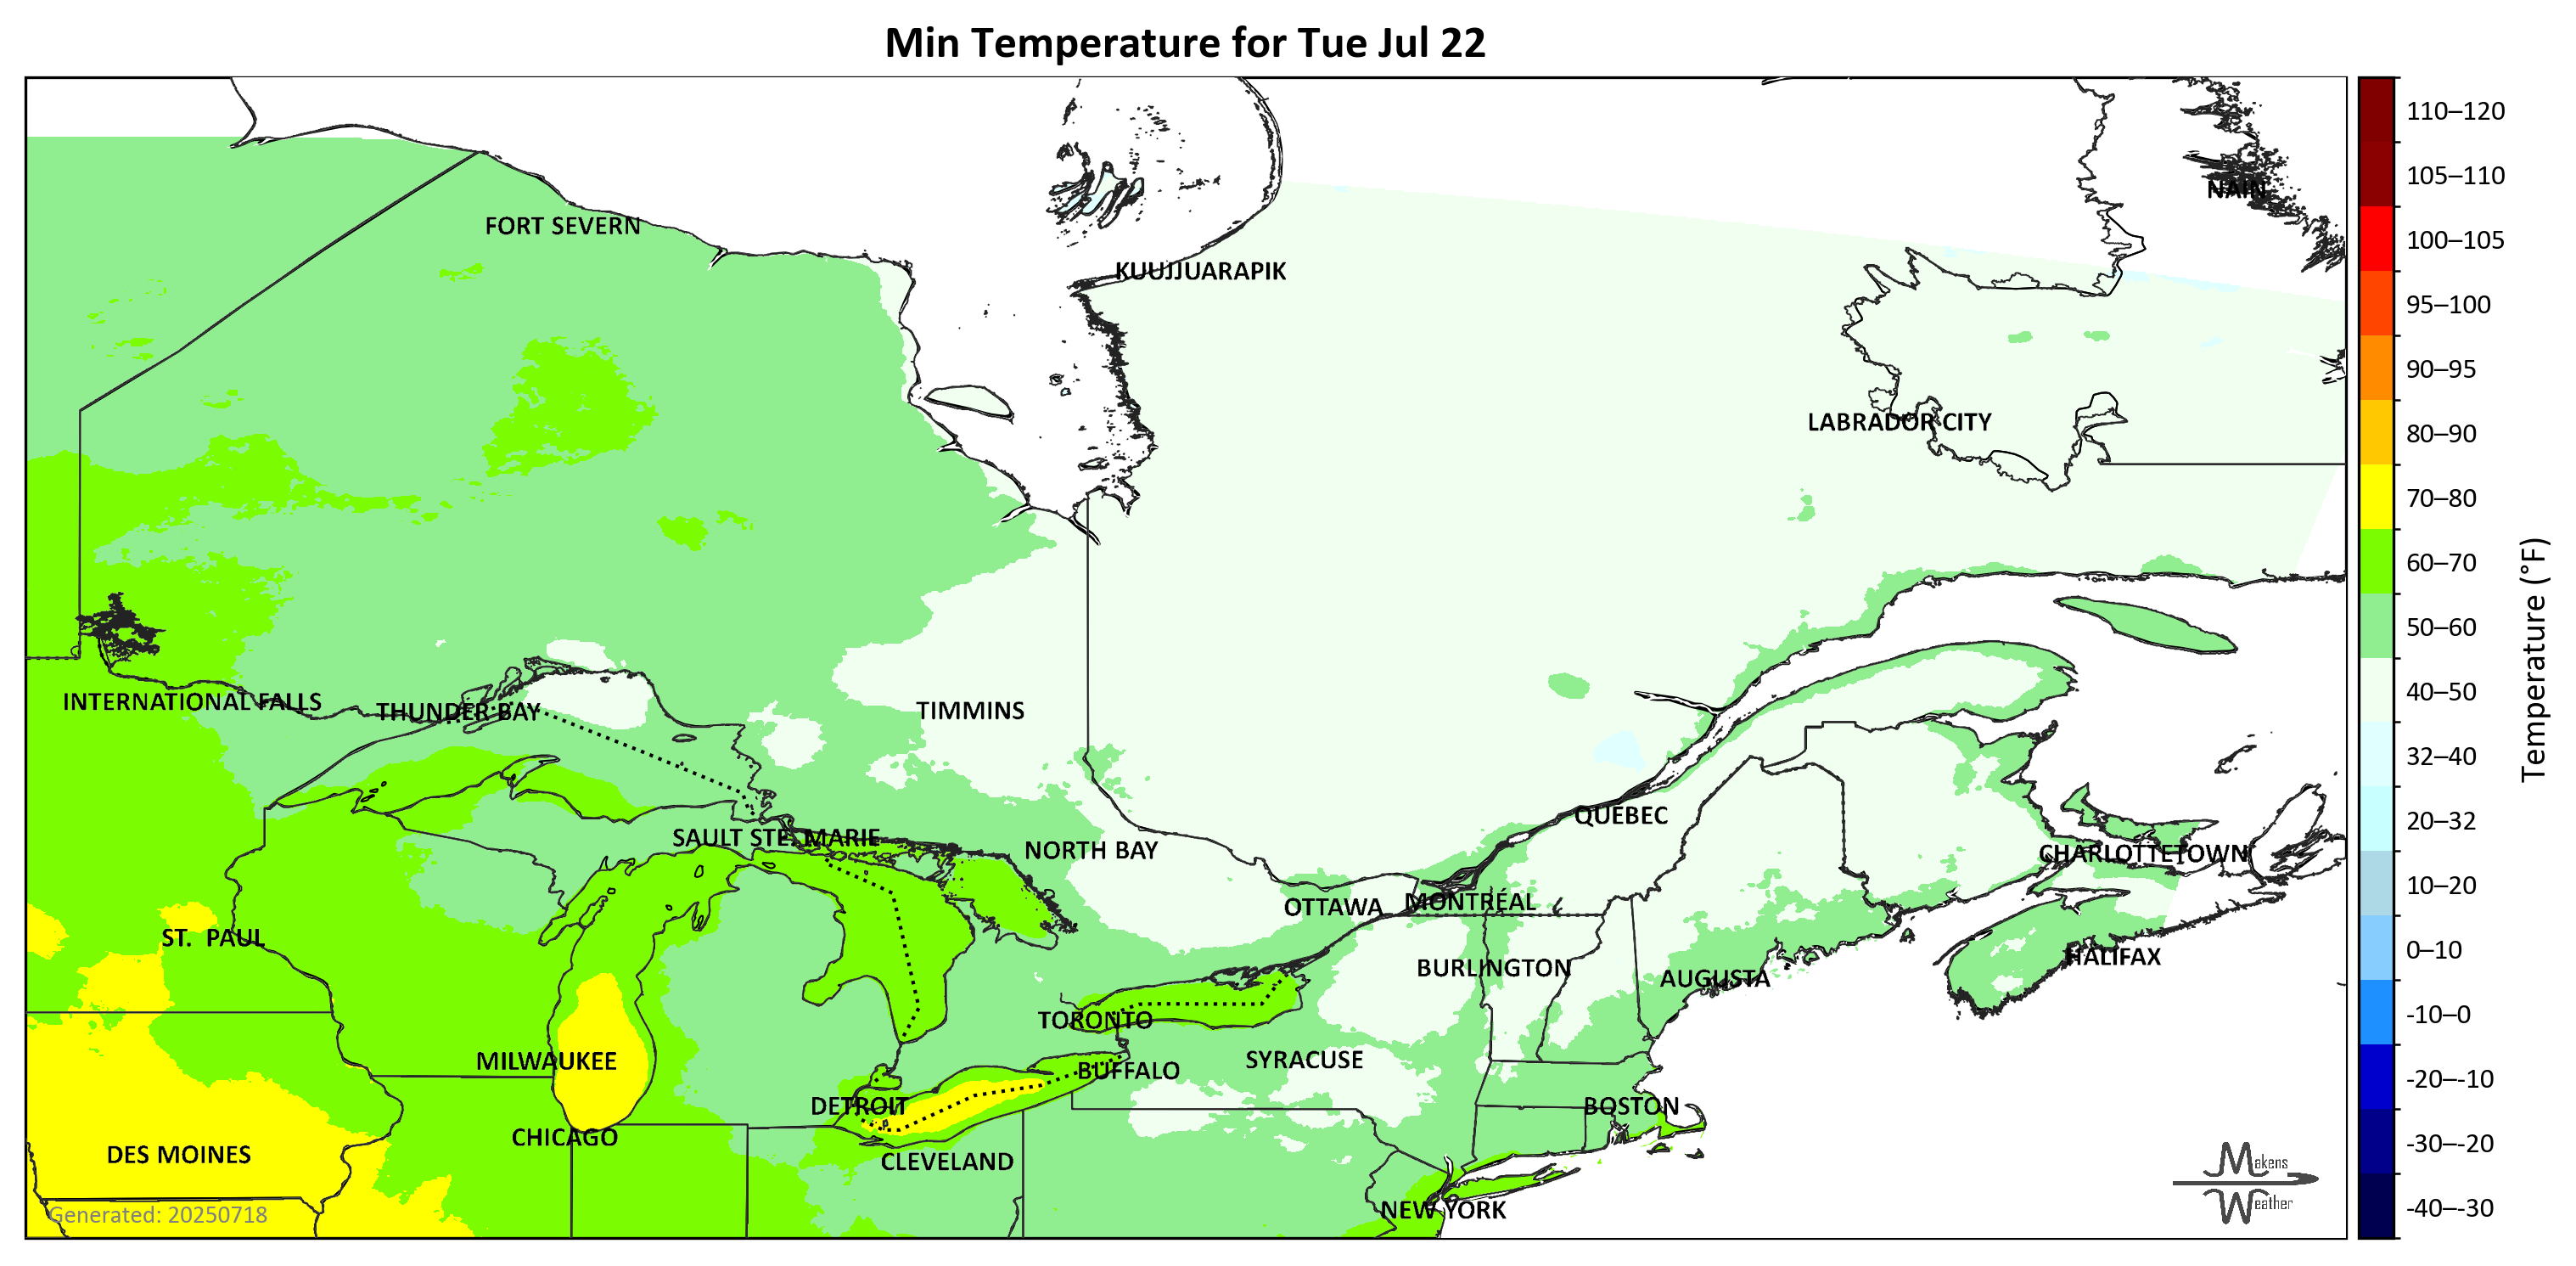 Min Temperature for Tue Jul 22
110–120
105–110
NAIN
FORT SEVERN
100–105
KUUJJUARAPIK
95–100
90–95
LABRADOR CITY
80–90
70–80
60–70
50–60
Temperature (°F)
40–50
INTERNATIONAL FALLS
THUNDER BAY
TIMMINS
32–40
QUÉBEC
20–32
SAULT STE. MARIE
NORTH BAY
CHARLOTTETOWN
10–20
OTTAWA
MONTRÉAL
ST. PAUL
0–10
HALIFAX
BURLINGTON
AUGUSTA
-10–0
TORONTO
MILWAUKEE
SYRACUSE
BUFFALO
-20–-10
DETROIT
BOSTON
CHICAGO
-30–-20
DES MOINES
CLEVELAND
Makens
Weather
NEW YORK
-40–-30
Generated: 20250718